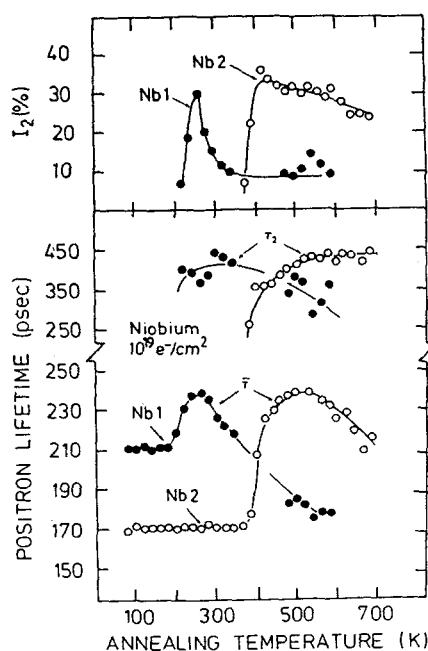 40
30
20
10
I2(%)
Nb1
Nb2
450
350
250
τ2
Niobium
10^19 e-/cm2
230
210
190
170
150
τ̄
Nb1
Nb2
POSITRON LIFETIME (psec)
100 300 500 700
ANNEALING TEMPERATURE (K)